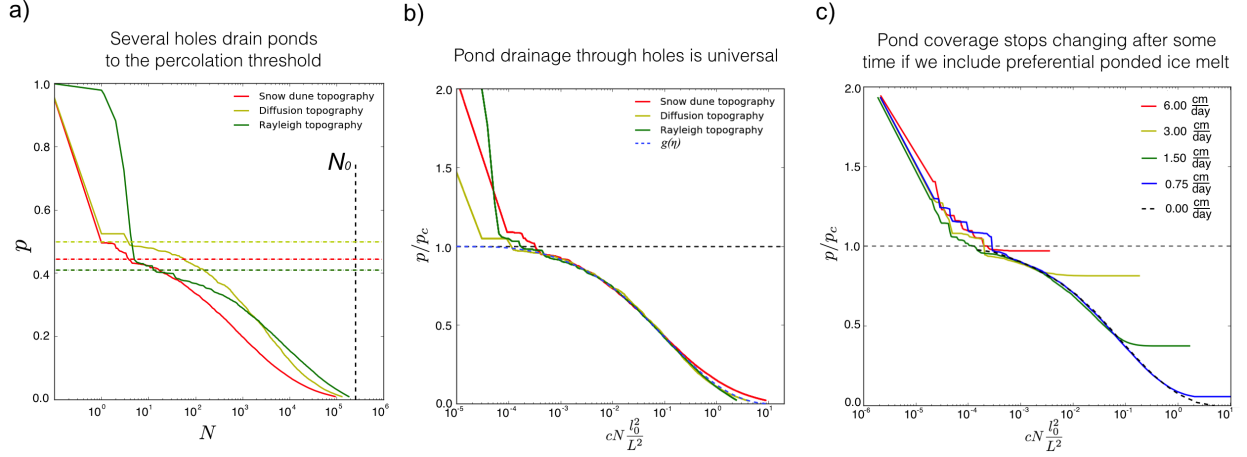 a)
Several holes drain ponds
to the percolation threshold
1.0
0.8
0.6
0.4
0.2
0.0
p
Snow dune topography
Diffusion topography
Rayleigh topography
N₀
10⁰ 10¹ 10² 10³ 10⁴ 10⁵ 10⁶
N
b)
Pond drainage through holes is universal
2.0
1.5
1.0
0.5
0.0
p/p_c
Snow dune topography
Diffusion topography
Rayleigh topography
g(η)
10⁻⁵ 10⁻⁴ 10⁻³ 10⁻² 10⁻¹ 10⁰ 10¹
cN l₀²/L²
c)
Pond coverage stops changing after some
time if we include preferential ponded ice melt
2.0
1.5
1.0
0.5
0.0
p/p_c
6.00 cm/day
3.00 cm/day
1.50 cm/day
0.75 cm/day
0.00 cm/day
10⁻⁶ 10⁻⁵ 10⁻⁴ 10⁻³ 10⁻² 10⁻¹ 10⁰ 10¹
cN l₀²/L²